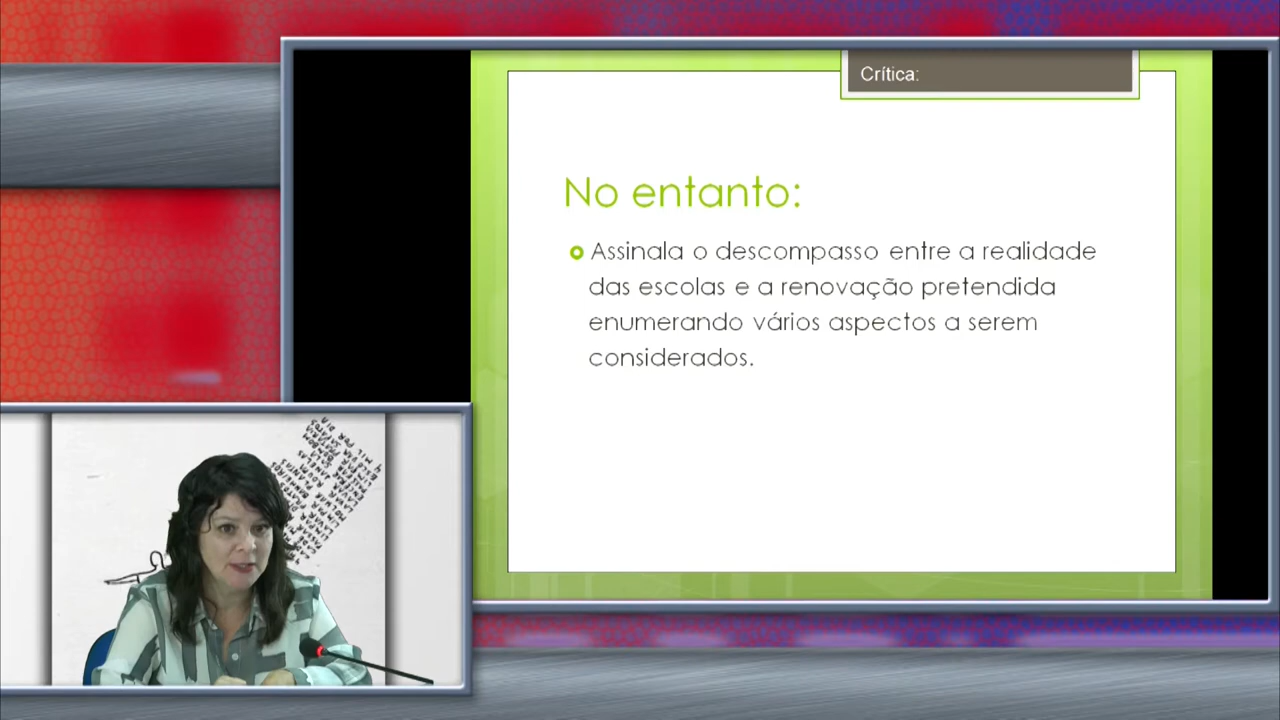 Crítica:
No entanto:
Assinala o descompasso entre a realidade
das escolas e a renovação pretendida
enumerando vários aspectos a serem
considerados.